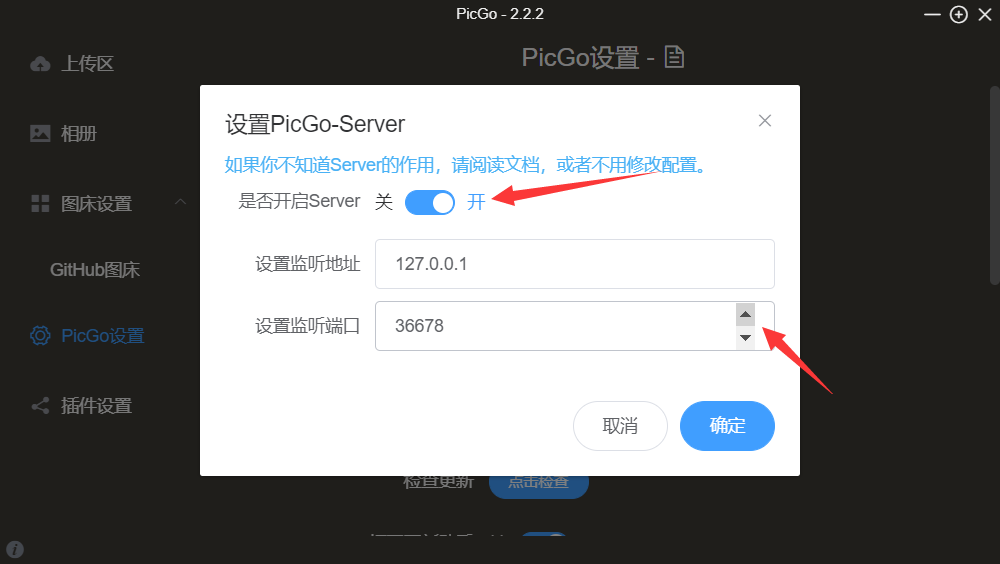 PicGo - 2.2.2
上传区
相册
图床设置
GitHub图床
PicGo设置
插件设置
PicGo设置 -
设置PicGo-Server
如果你不知道Server的作用，请阅读文档，或者不用修改配置。
是否开启Server 关 开
设置监听地址 127.0.0.1
设置监听端口 36678
取消 确定
检查更新 点击检查